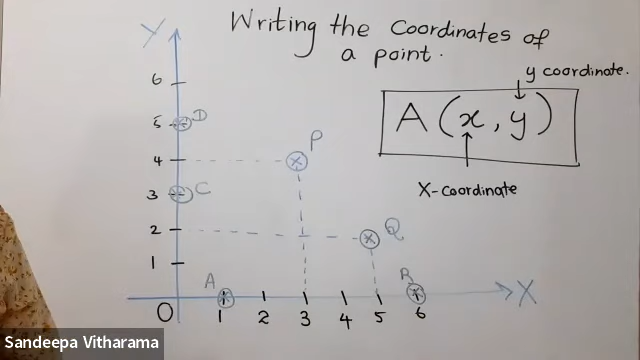 Writing the Coordinates of
a point.
y coordinate.
A (x, y)
X-coordinate
Y
6
5 D
P
4
3 C
2 Q
1
A R
0 1 2 3 4 5 6 X
Sandeepa Vitharama